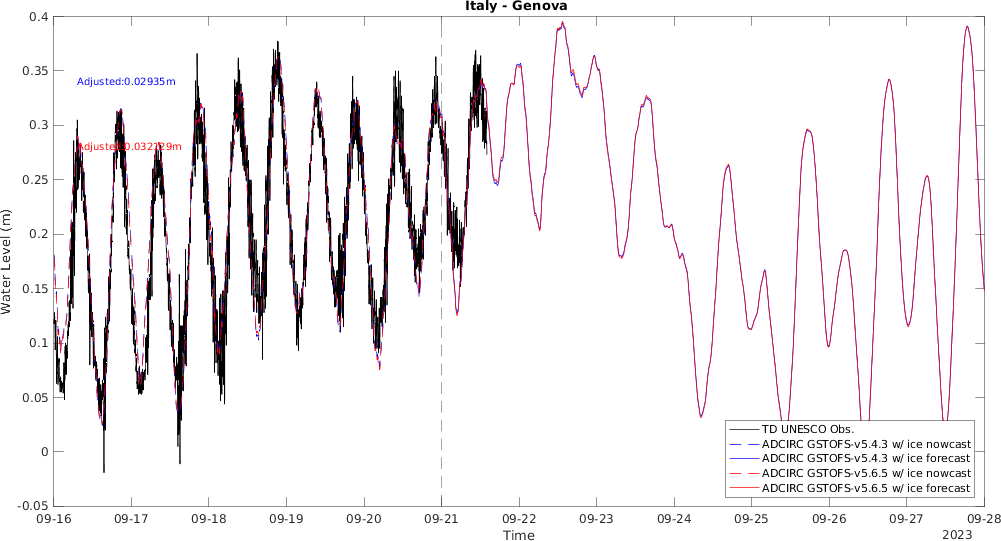 Italy - Genova
0.4
0.35
0.3
0.25
0.2
0.15
0.1
0.05
0
-0.05
Water Level (m)
Adjusted:0.02935m
Adjusted:0.032129m
TD UNESCO Obs.
ADCIRC GSTOFS-v5.4.3 w/ ice nowcast
ADCIRC GSTOFS-v5.4.3 w/ ice forecast
ADCIRC GSTOFS-v5.6.5 w/ ice nowcast
ADCIRC GSTOFS-v5.6.5 w/ ice forecast
09-16 09-17 09-18 09-19 09-20 09-21 09-22 09-23 09-24 09-25 09-26 09-27 09-28
Time
2023